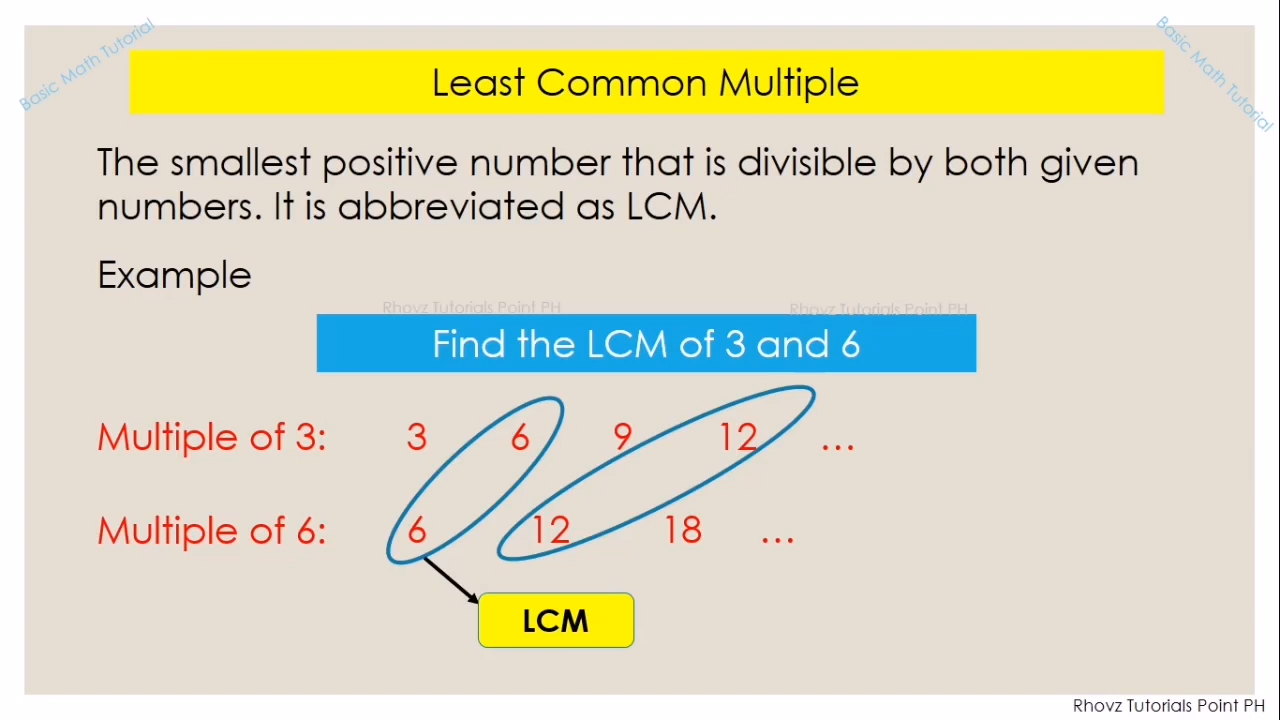 Basic Math Tutorial
Basic Math Tutorial
Least Common Multiple
The smallest positive number that is divisible by both given
numbers. It is abbreviated as LCM.
Example
Rhovz Tutorials Point PH
Rhovz Tutorials Point PH
Find the LCM of 3 and 6
Multiple of 3: 3 6 9 12 ...
Multiple of 6: 6 12 18 ...
LCM
Rhovz Tutorials Point PH